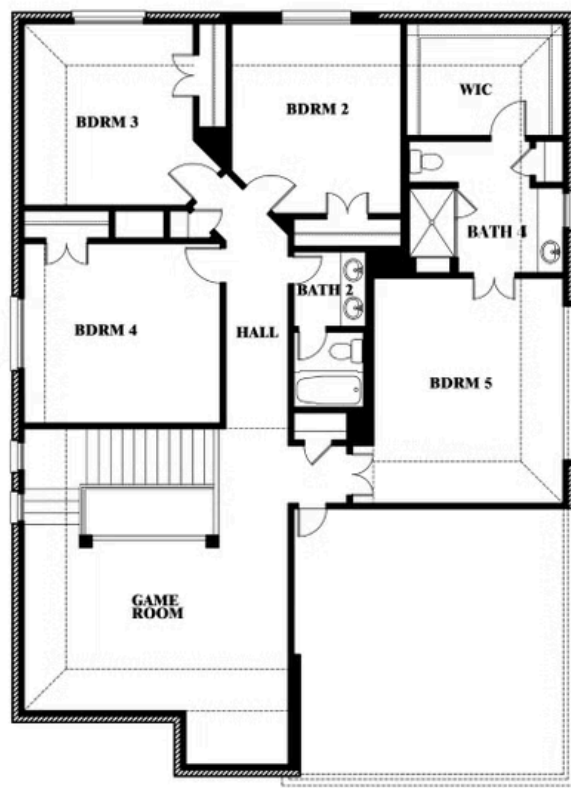 WIC
BDRM 2
BDRM 3
BATH 4
BATH 2
BDRM 4
HALL
BDRM 5
GAME
ROOM